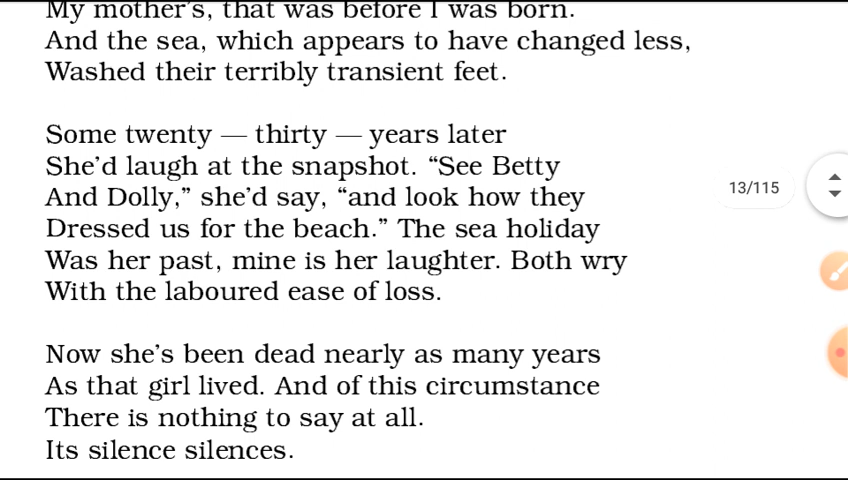 My mother's, that was before I was born.
And the sea, which appears to have changed less,
Washed their terribly transient feet.
Some twenty — thirty — years later
She'd laugh at the snapshot. “See Betty
And Dolly,” she'd say, “and look how they
Dressed us for the beach.” The sea holiday
Was her past, mine is her laughter. Both wry
With the laboured ease of loss.
Now she's been dead nearly as many years
As that girl lived. And of this circumstance
There is nothing to say at all.
Its silence silences.
13/115